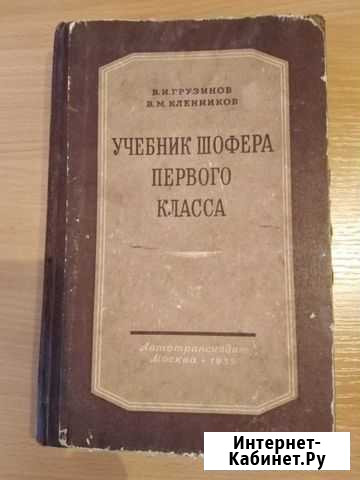 В. И. ГРУЗИНОВ
В. М. КЛЕННИКОВ
УЧЕБНИК ШОФЕРА
ПЕРВОГО
КЛАССА
Автотрансиздат
Москва •
Интернет-
Кабинет.Ру